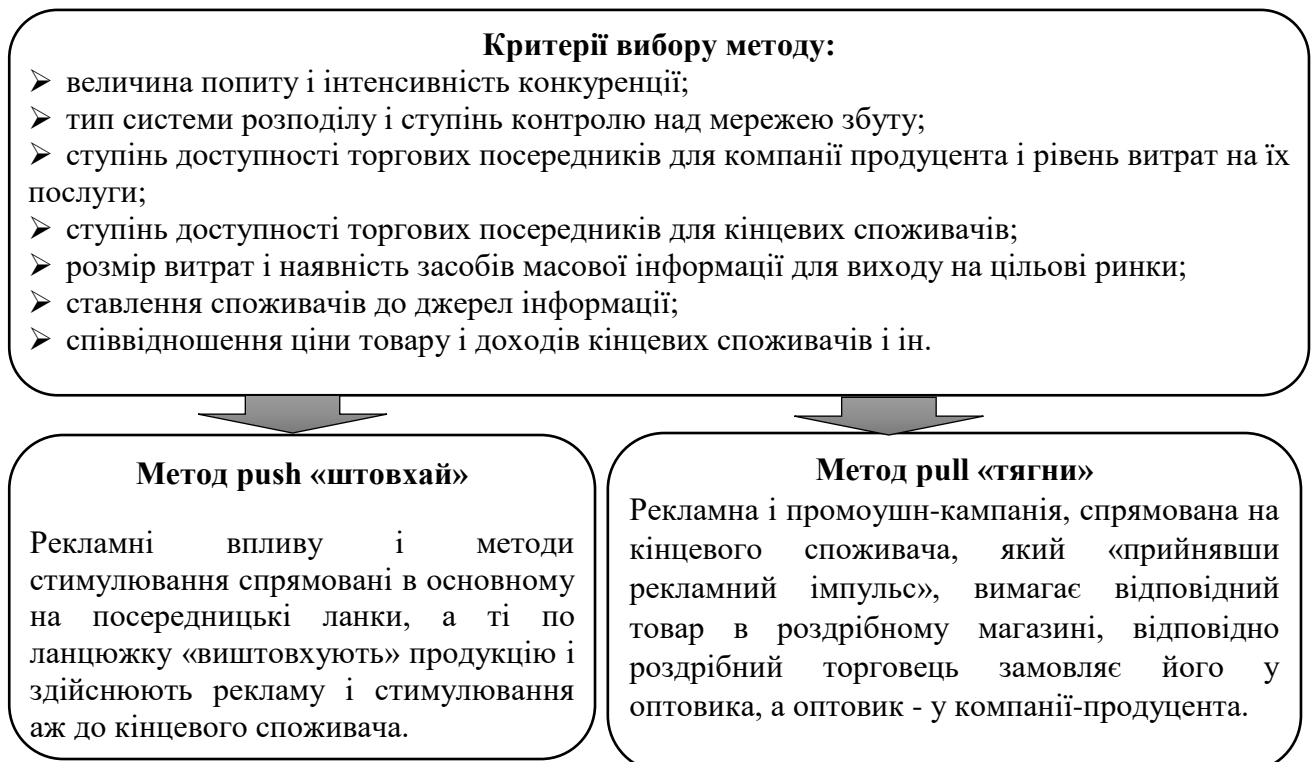 Критерії вибору методу:
➢ величина попиту і інтенсивність конкуренції;
➢ тип системи розподілу і ступінь контролю над мережею збуту;
➢ ступінь доступності торгових посередників для компанії продуцента і рівень витрат на їх
послуги;
➢ ступінь доступності торгових посередників для кінцевих споживачів;
➢ розмір витрат і наявність засобів масової інформації для виходу на цільові ринки;
➢ ставлення споживачів до джерел інформації;
➢ співвідношення ціни товару і доходів кінцевих споживачів і ін.
Метод push «штовхай»
Рекламні впливу і методи
стимулювання спрямовані в основному
на посередницькі ланки, а ті по
ланцюжку «виштовхують» продукцію і
здійснюють рекламу і стимулювання
аж до кінцевого споживача.
Метод pull «тягни»
Рекламна і промоушн-кампанія, спрямована на
кінцевого споживача, який «прийнявши
рекламний імпульс», вимагає відповідний
товар в роздрібному магазині, відповідно
роздрібний торговець замовляє його у
оптовика, а оптовик - у компанії-продуцента.